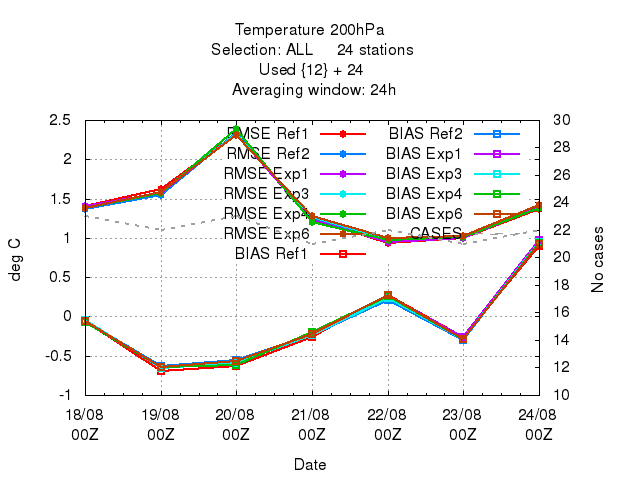 Temperature 200hPa
Selection: ALL 24 stations
Used {12} + 24
Averaging window: 24h
2.5
2
1.5
1
0.5
0
-0.5
-1
deg C
30
28
26
24
22
20
18
16
14
12
10
No cases
RMSE Ref1
RMSE Ref2
RMSE Exp1
RMSE Exp3
RMSE Exp4
RMSE Exp6
BIAS Ref1
BIAS Ref2
BIAS Exp1
BIAS Exp3
BIAS Exp4
BIAS Exp6
CASES
18/08 19/08 20/08 21/08 22/08 23/08 24/08
00Z 00Z 00Z 00Z 00Z 00Z 00Z
Date